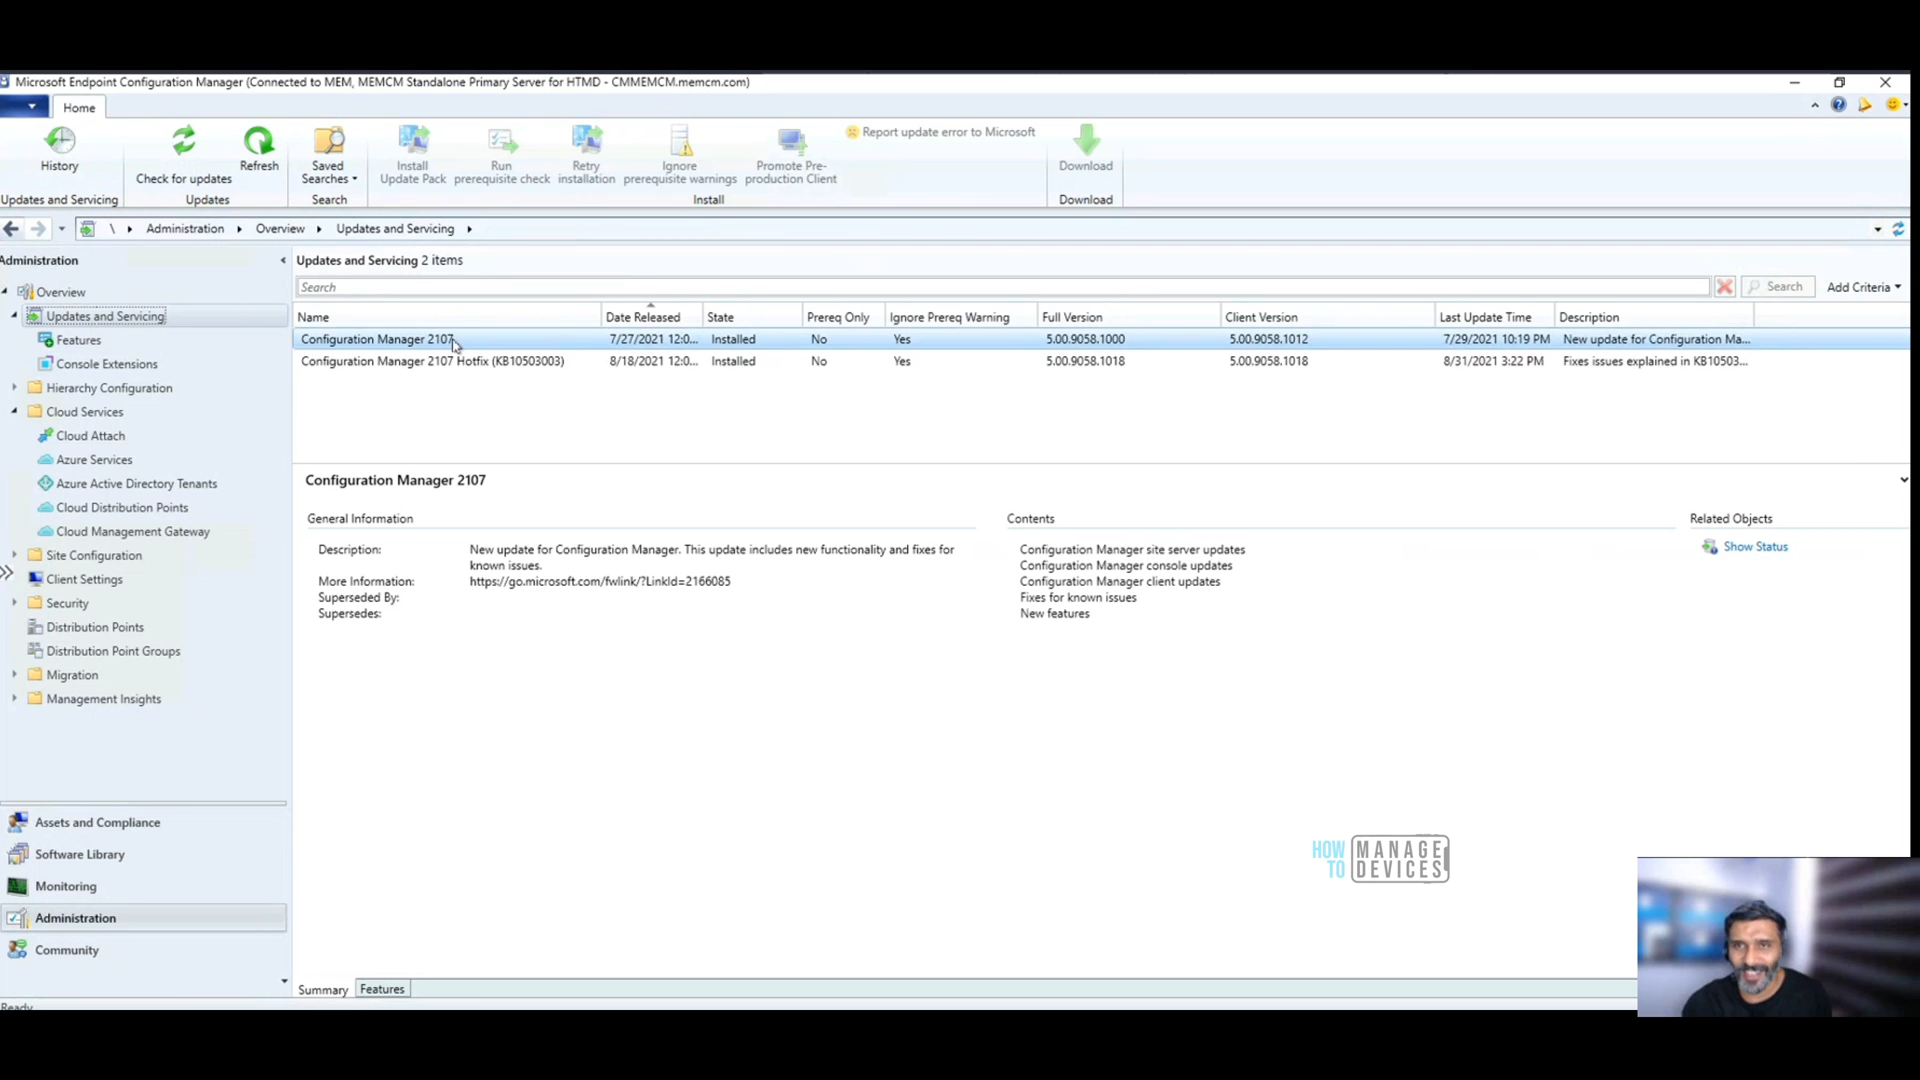 Microsoft Endpoint Configuration Manager (Connected to MEM, MEMCM Standalone Primary Server for HTMD - CMMEMCM.memcm.com)
Home
History
Check for updates
Refresh
Saved Searches
Install Update Pack
Run prerequisite check
Retry installation
Ignore prerequisite warnings
Promote Pre-production Client
Report update error to Microsoft
Download
Updates and Servicing
Updates
Search
Install
Download
\ Administration Overview Updates and Servicing
Administration
Overview
Updates and Servicing
Features
Console Extensions
Hierarchy Configuration
Cloud Services
Cloud Attach
Azure Services
Azure Active Directory Tenants
Cloud Distribution Points
Cloud Management Gateway
Site Configuration
Client Settings
Security
Distribution Points
Distribution Point Groups
Migration
Management Insights
Assets and Compliance
Software Library
Monitoring
Administration
Community
Ready
Updates and Servicing 2 items
Search
Search
Add Criteria
Name Date Released State Prereq Only Ignore Prereq Warning Full Version Client Version Last Update Time Description
Configuration Manager 2107 7/27/2021 12:0... Installed No Yes 5.00.9058.1000 5.00.9058.1012 7/29/2021 10:19 PM New update for Configuration Ma...
Configuration Manager 2107 Hotfix (KB10503003) 8/18/2021 12:0... Installed No Yes 5.00.9058.1018 5.00.9058.1018 8/31/2021 3:22 PM Fixes issues explained in KB10503...
Configuration Manager 2107
General Information
Description: New update for Configuration Manager. This update includes new functionality and fixes for
known issues.
More Information: https://go.microsoft.com/fwlink/?LinkId=2166085
Superseded By:
Supersedes:
Contents
Configuration Manager site server updates
Configuration Manager console updates
Configuration Manager client updates
Fixes for known issues
New features
Related Objects
Show Status
HOW TO
MANAGE
DEVICES
Summary Features